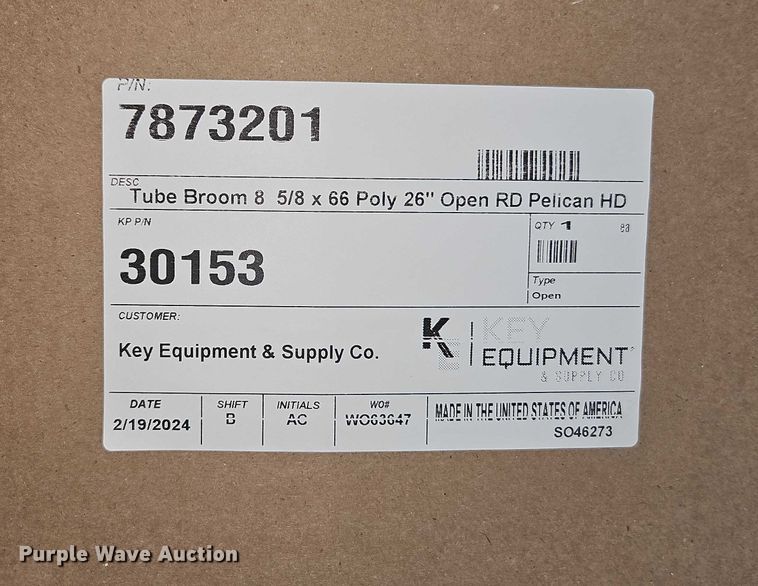 P/N:
7873201
DESC
Tube Broom 8 5/8 x 66 Poly 26" Open RD Pelican HD
KP P/N
30153
QTY 1 ea
Type
Open
CUSTOMER:
Key Equipment & Supply Co.
K KEY
EQUIPMENT
& SUPPLY CO
DATE SHIFT INITIALS WO#
2/19/2024 B AC WO63647
MADE IN THE UNITED STATES OF AMERICA
SO46273
Purple Wave Auction